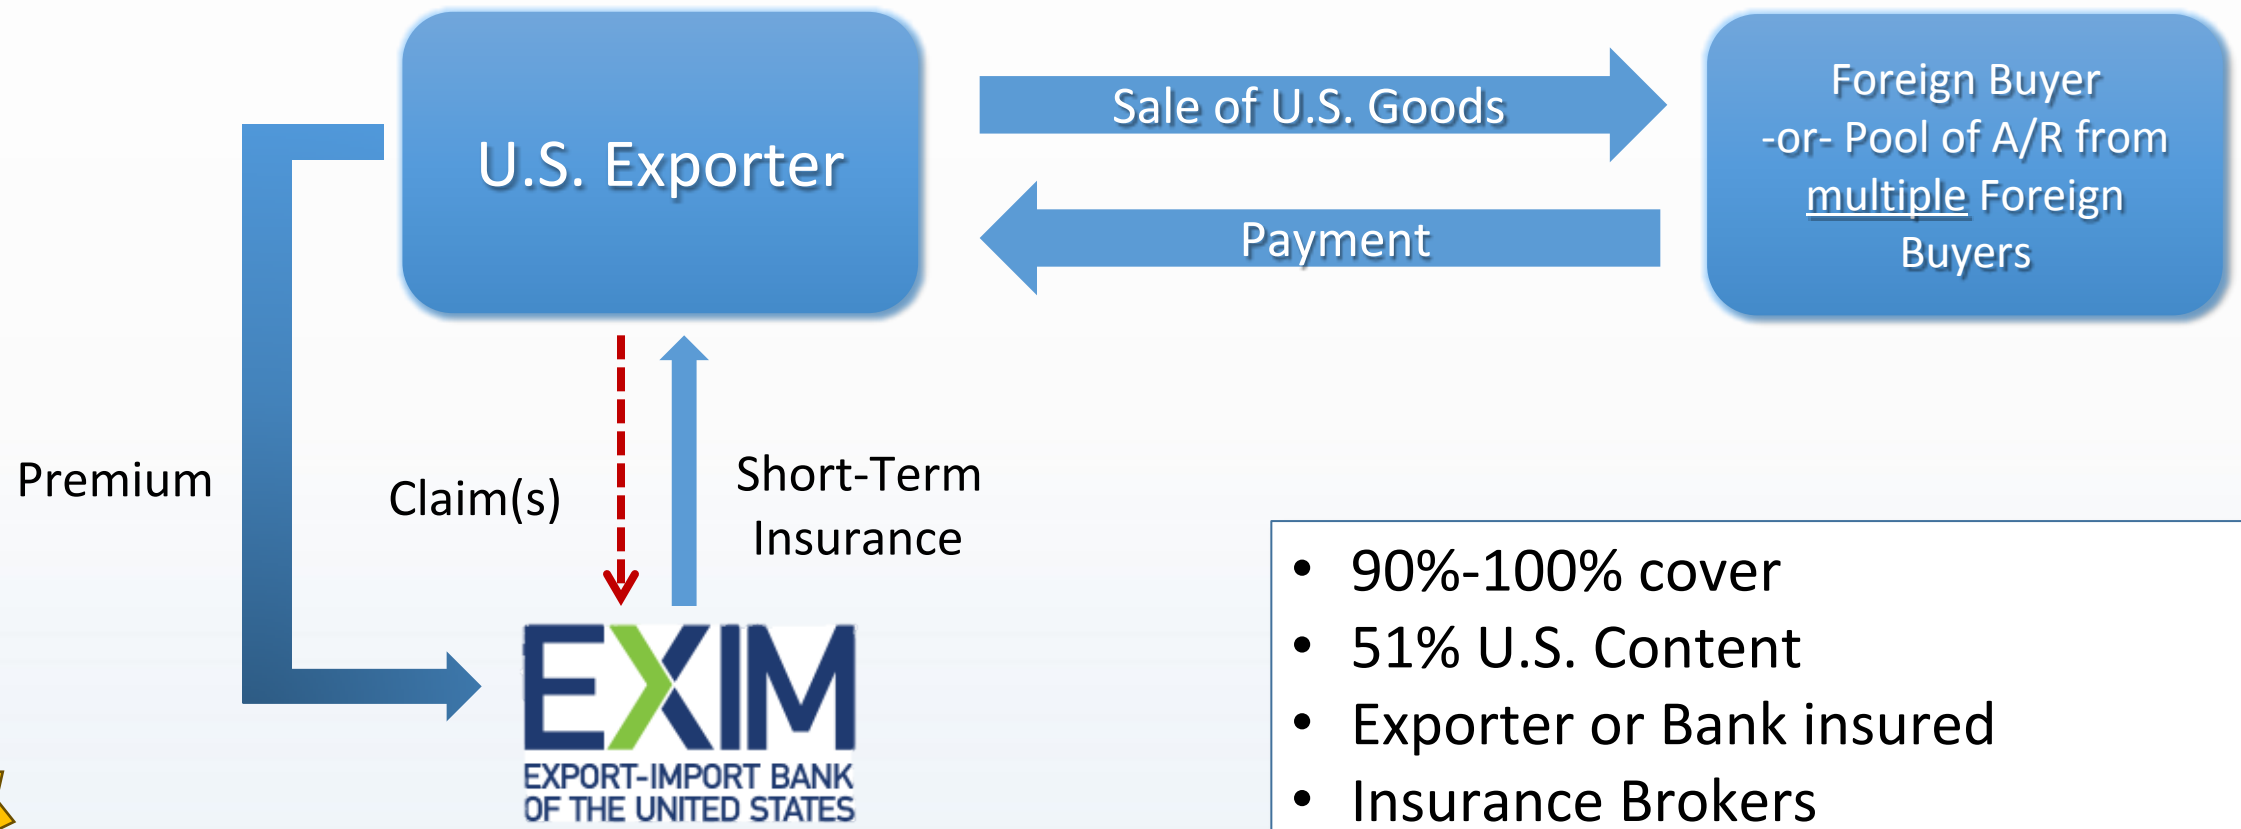 U.S. Exporter
Sale of U.S. Goods
Payment
Foreign Buyer
-or- Pool of A/R from
multiple Foreign
Buyers
Premium
Claim(s)
Short-Term
Insurance
EXIM
EXPORT-IMPORT BANK
OF THE UNITED STATES
• 90%-100% cover
• 51% U.S. Content
• Exporter or Bank insured
• Insurance Brokers